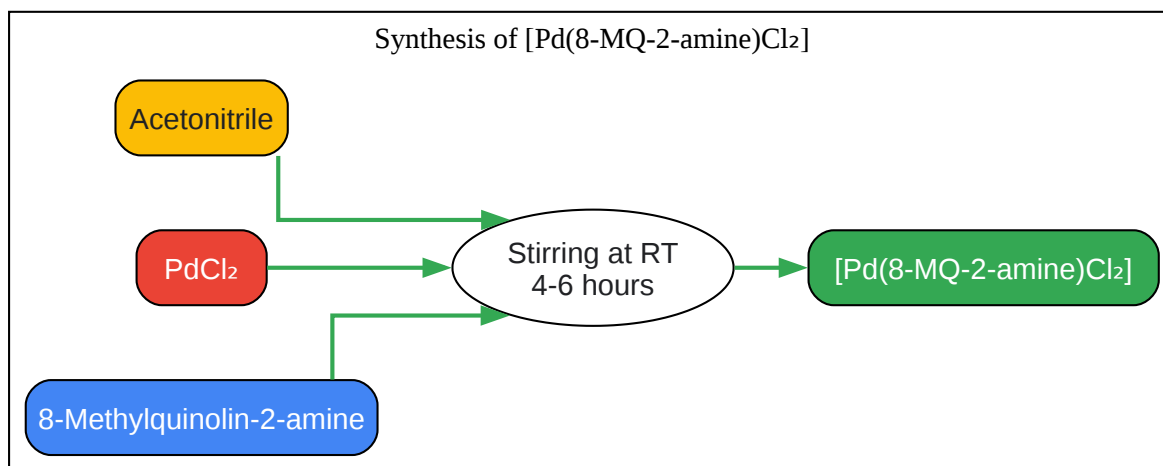 Synthesis of [Pd(8-MQ-2-amine)Cl₂]
Acetonitrile
PdCl₂
Stirring at RT
4-6 hours
[Pd(8-MQ-2-amine)Cl₂]
8-Methylquinolin-2-amine